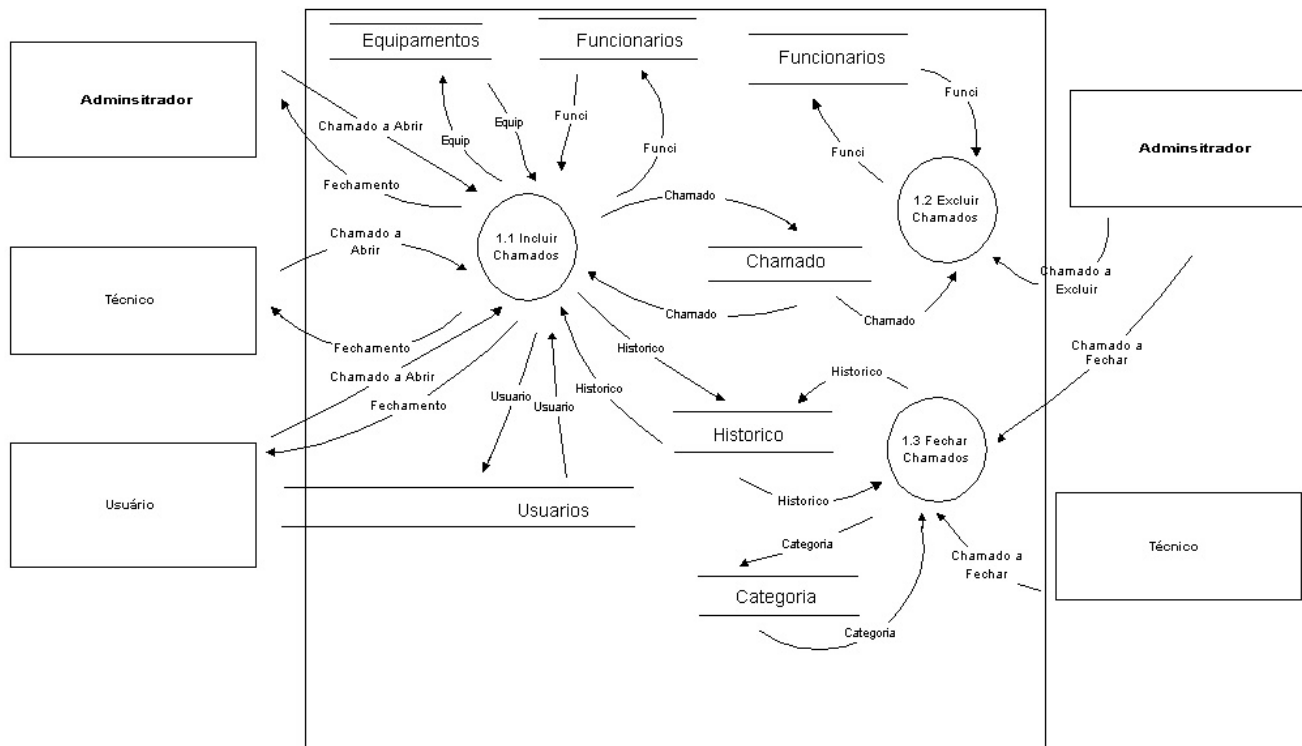 Equipamentos
Funcionarios
Funcionarios
Adminsitrador
Chamado a Abrir
Equip
Equip
Funci
Funci
Funci
Funci
Adminsitrador
Fechamento
Chamado
1.2 Excluir
Chamados
Chamado a
Abrir
1.1 Incluir
Chamados
Chamado
Chamado a
Excluir
Técnico
Fechamento
Chamado
Chamado
Historico
Chamado a
Fechar
Chamado a Abrir
Fechamento
Usuario
Usuario
Historico
Historico
Historico
1.3 Fechar
Chamados
Usuário
Usuarios
Historico
Categoria
Chamado a
Fechar
Técnico
Categoria
Categoria